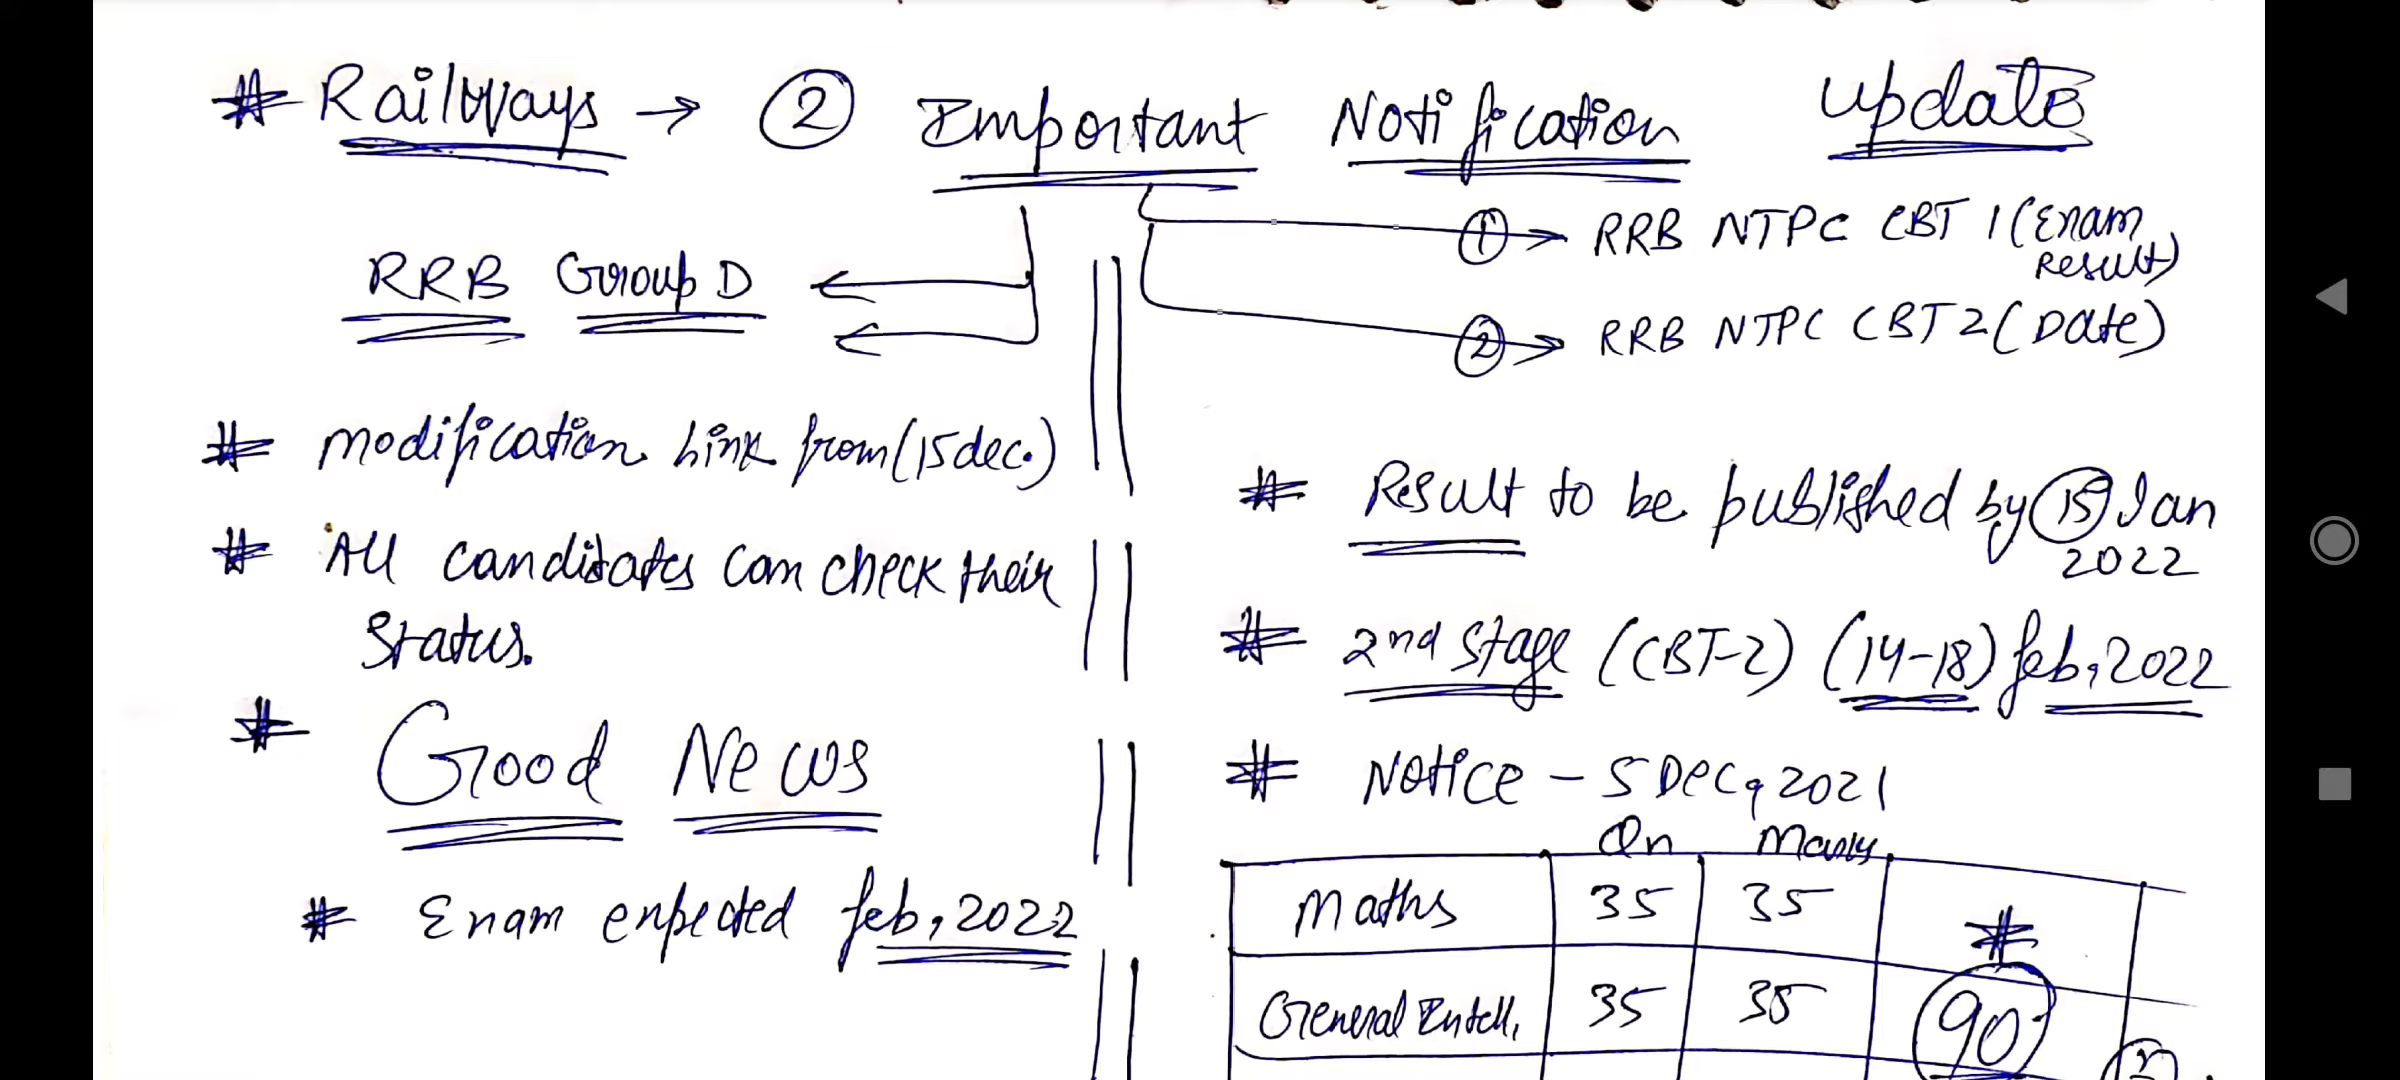 # Railways → ② Important Notification Update
① → RRB NTPC CBT 1 (Exam Result)
② → RRB NTPC CBT 2 (Date)
RRB Group D
# Modification Link from (15 dec.)
# All candidates can check their
Status.
# Good News
# Exam expected feb, 2022
# Result to be published by 15 Jan
2022
# 2nd Stage (CBT-2) (14-18) feb, 2022
# Notice - 5 Dec, 2021
Qn Marks
Maths 35 35 #
General Intell. 35 35 90